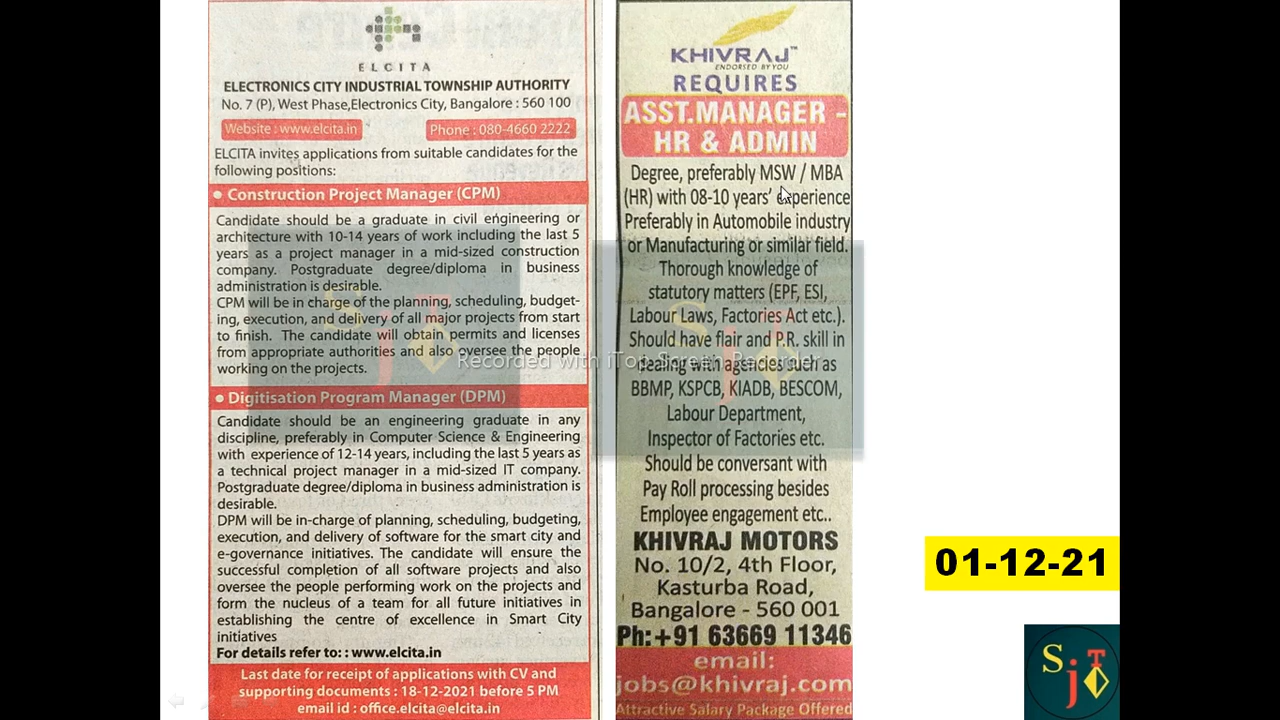 ELCITA
ELECTRONICS CITY INDUSTRIAL TOWNSHIP AUTHORITY
No. 7 (P), West Phase,Electronics City, Bangalore : 560 100
Website : www.elcita.in
Phone : 080-4660 2222
ELCITA invites applications from suitable candidates for the
following positions:
• Construction Project Manager (CPM)
Candidate should be a graduate in civil engineering or
architecture with 10-14 years of work including the last 5
years as a project manager in a mid-sized construction
company. Postgraduate degree/diploma in business
administration is desirable.
CPM will be in charge of the planning, scheduling, budget-
ing, execution, and delivery of all major projects from start
to finish. The candidate will obtain permits and licenses
from appropriate authorities and also oversee the people
working on the projects.
• Digitisation Program Manager (DPM)
Candidate should be an engineering graduate in any
discipline, preferably in Computer Science & Engineering
with experience of 12-14 years, including the last 5 years as
a technical project manager in a mid-sized IT company.
Postgraduate degree/diploma in business administration is
desirable.
DPM will be in-charge of planning, scheduling, budgeting,
execution, and delivery of software for the smart city and
e-governance initiatives. The candidate will ensure the
successful completion of all software projects and also
oversee the people performing work on the projects and
form the nucleus of a team for all future initiatives in
establishing the centre of excellence in Smart City
initiatives
For details refer to: : www.elcita.in
Last date for receipt of applications with CV and
supporting documents : 18-12-2021 before 5 PM
email id : office.elcita@elcita.in
KHIVRAJ™
ENDORSED BY YOU
REQUIRES
ASST.MANAGER -
HR & ADMIN
Degree, preferably MSW / MBA
(HR) with 08-10 years' experience
Preferably in Automobile industry
or Manufacturing or similar field.
Thorough knowledge of
statutory matters (EPF, ESI,
Labour Laws, Factories Act etc.).
Should have flair and P.R. skill in
dealing with agencies such as
BBMP, KSPCB, KIADB, BESCOM,
Labour Department,
Inspector of Factories etc.
Should be conversant with
Pay Roll processing besides
Employee engagement etc..
KHIVRAJ MOTORS
No. 10/2, 4th Floor,
Kasturba Road,
Bangalore - 560 001
Ph:+91 63669 11346
email:
jobs@khivraj.com
Attractive Salary Package Offered
Recorded with iTop Screen Recorder
01-12-21
SjT